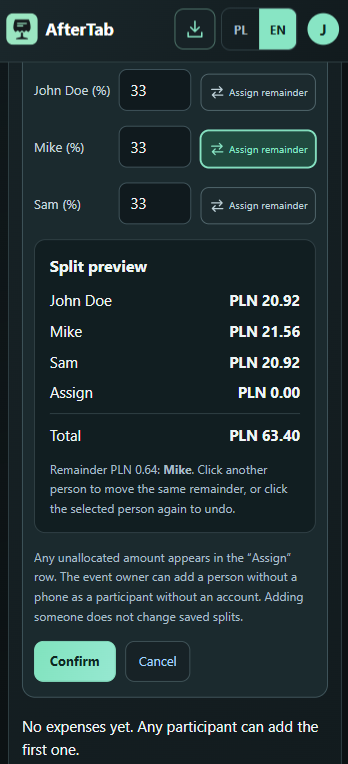 AfterTab
PL
EN
J
John Doe (%)
33
Assign remainder
Mike (%)
33
Assign remainder
Sam (%)
33
Assign remainder
Split preview
John Doe PLN 20.92
Mike PLN 21.56
Sam PLN 20.92
Assign PLN 0.00
Total PLN 63.40
Remainder PLN 0.64: Mike. Click another
person to move the same remainder, or click
the selected person again to undo.
Any unallocated amount appears in the “Assign”
row. The event owner can add a person without a
phone as a participant without an account. Adding
someone does not change saved splits.
Confirm
Cancel
No expenses yet. Any participant can add the
first one.